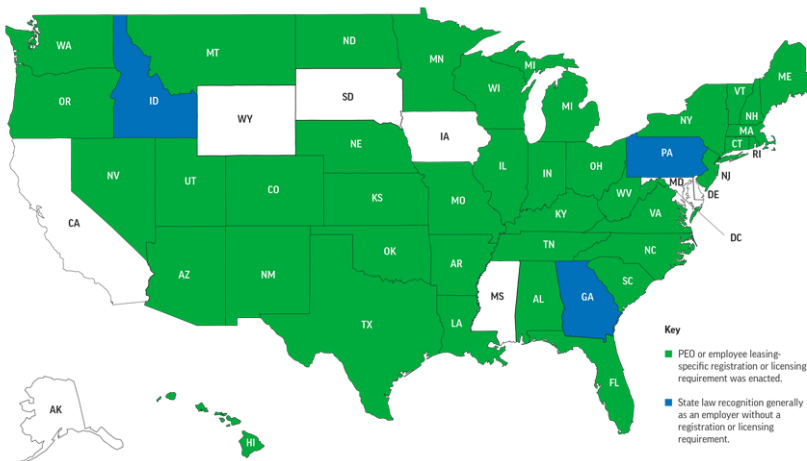 WA
MT
ND
MN
MI
ME
VT
OR
ID
SD
WI
MI
NH
NY
MA
WY
CT
RI
IA
PA
NE
NJ
NV
UT
IL
IN
OH
MD
DE
CO
WV
CA
KS
MO
VA
DC
KY
NC
TN
OK
AZ
NM
AR
SC
MS
AL
GA
TX
LA
Key
PEO or employee leasing-
specific registration or licensing
requirement was enacted.
FL
State law recognition generally
as an employer without a
registration or licensing
requirement.
AK
HI